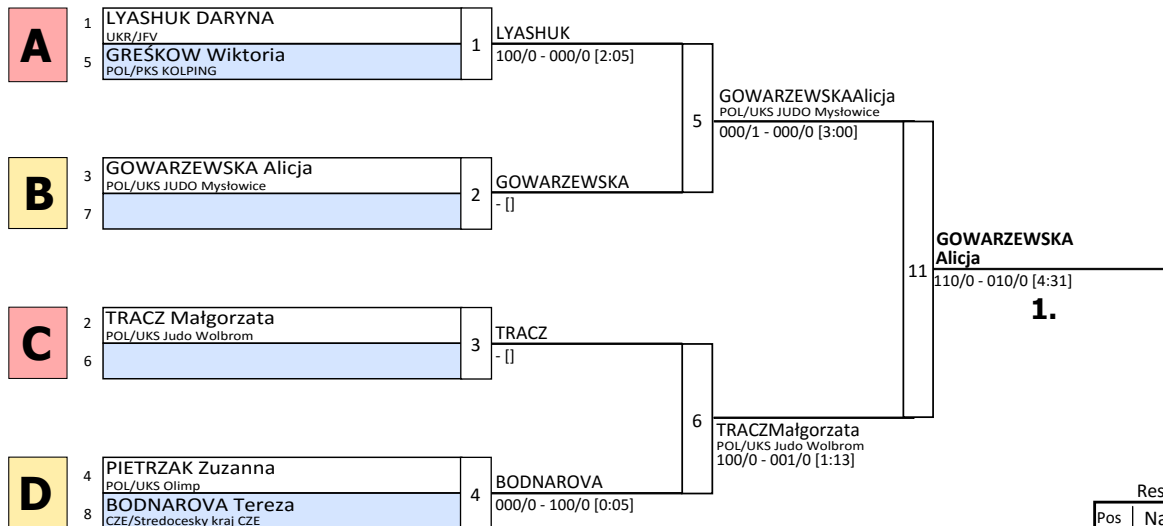 A
1 LYASHUK DARYNA
UKR/JFV
5 GREŚKOW Wiktoria
POL/PKS KOLPING
1
LYASHUK
100/0 - 000/0 [2:05]
B
3 GOWARZEWSKA Alicja
POL/UKS JUDO Mysłowice
7
2
GOWARZEWSKA
- []
5
GOWARZEWSKAAlicja
POL/UKS JUDO Mysłowice
000/1 - 000/0 [3:00]
C
2 TRACZ Małgorzata
POL/UKS Judo Wolbrom
6
3
TRACZ
- []
D
4 PIETRZAK Zuzanna
POL/UKS Olimp
8 BODNAROVA Tereza
CZE/Stredocesky kraj CZE
4
BODNAROVA
000/0 - 100/0 [0:05]
6
TRACZMałgorzata
POL/UKS Judo Wolbrom
100/0 - 001/0 [1:13]
11
GOWARZEWSKA
Alicja
110/0 - 010/0 [4:31]
1.
Res
Pos Na